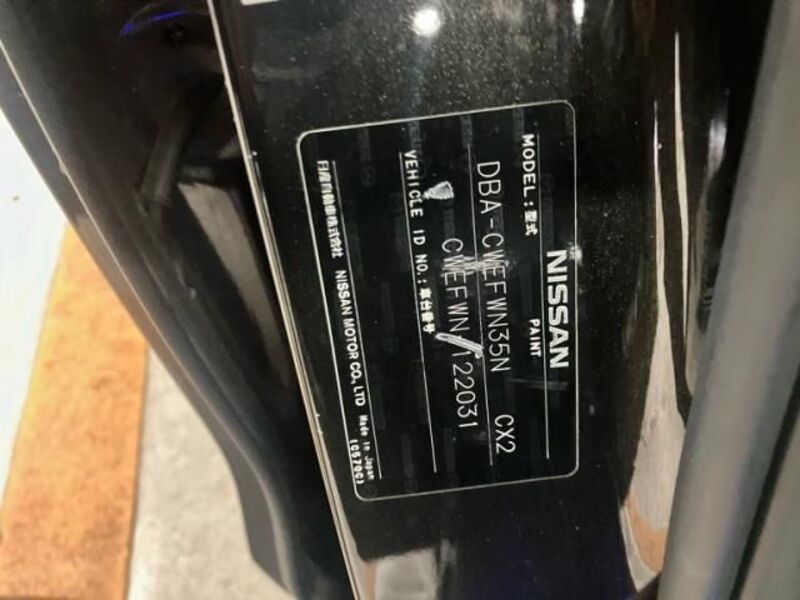 NISSAN
MODEL:型式 PAINT
DBA-CWEFWN35N CX2
VEHICLE ID NO.:車台番号
CWEFWN 122031
日産自動車株式会社 NISSAN MOTOR CO., LTD Made in Japan
(C570C)